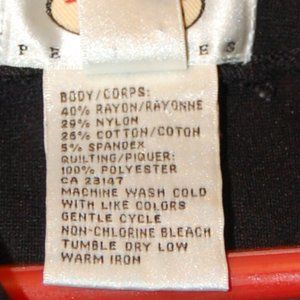 BODY/CORPS:
40% RAYON/RAYONNE
29% NYLON
26% COTTON/COTON
5% SPANDEX
QUILTING/PIQUER:
100% POLYESTER
CA 23147
MACHINE WASH COLD
WITH LIKE COLORS
GENTLE CYCLE
NON-CHLORINE BLEACH
TUMBLE DRY LOW
WARM IRON